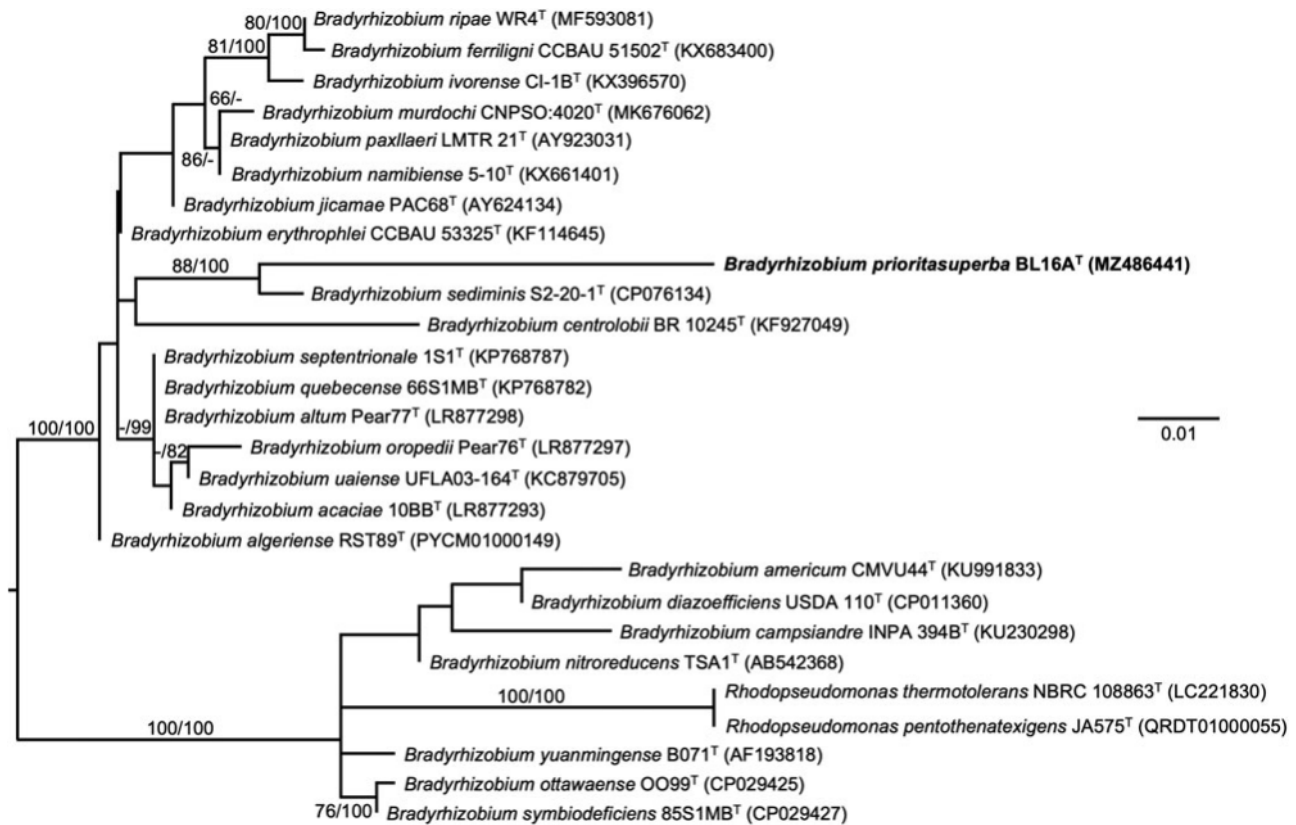 80/100
Bradyrhizobium ripae WR4ᵀ (MF593081)
81/100
Bradyrhizobium ferriligni CCBAU 51502ᵀ (KX683400)
Bradyrhizobium ivorense CI-1Bᵀ (KX396570)
66/-
Bradyrhizobium murdochi CNPSO:4020ᵀ (MK676062)
Bradyrhizobium paxllaeri LMTR 21ᵀ (AY923031)
86/-
Bradyrhizobium namibiense 5-10ᵀ (KX661401)
Bradyrhizobium jicamae PAC68ᵀ (AY624134)
Bradyrhizobium erythrophlei CCBAU 53325ᵀ (KF114645)
88/100
Bradyrhizobium prioritasuperba BL16Aᵀ (MZ486441)
Bradyrhizobium sediminis S2-20-1ᵀ (CP076134)
Bradyrhizobium centrolobii BR 10245ᵀ (KF927049)
Bradyrhizobium septentrionale 1S1ᵀ (KP768787)
Bradyrhizobium quebecense 66S1MBᵀ (KP768782)
Bradyrhizobium altum Pear77ᵀ (LR877298)
100/100
-/99
0.01
-/82
Bradyrhizobium oropedii Pear76ᵀ (LR877297)
Bradyrhizobium uaiense UFLA03-164ᵀ (KC879705)
Bradyrhizobium acaciae 10BBᵀ (LR877293)
Bradyrhizobium algeriense RST89ᵀ (PYCM01000149)
Bradyrhizobium americum CMVU44ᵀ (KU991833)
Bradyrhizobium diazoefficiens USDA 110ᵀ (CP011360)
Bradyrhizobium campsiandre INPA 394Bᵀ (KU230298)
Bradyrhizobium nitroreducens TSA1ᵀ (AB542368)
100/100
Rhodopseudomonas thermotolerans NBRC 108863ᵀ (LC221830)
Rhodopseudomonas pentothenatexigens JA575ᵀ (QRDT01000055)
100/100
Bradyrhizobium yuanmingense B071ᵀ (AF193818)
Bradyrhizobium ottawaense OO99ᵀ (CP029425)
76/100
Bradyrhizobium symbiodeficiens 85S1MBᵀ (CP029427)